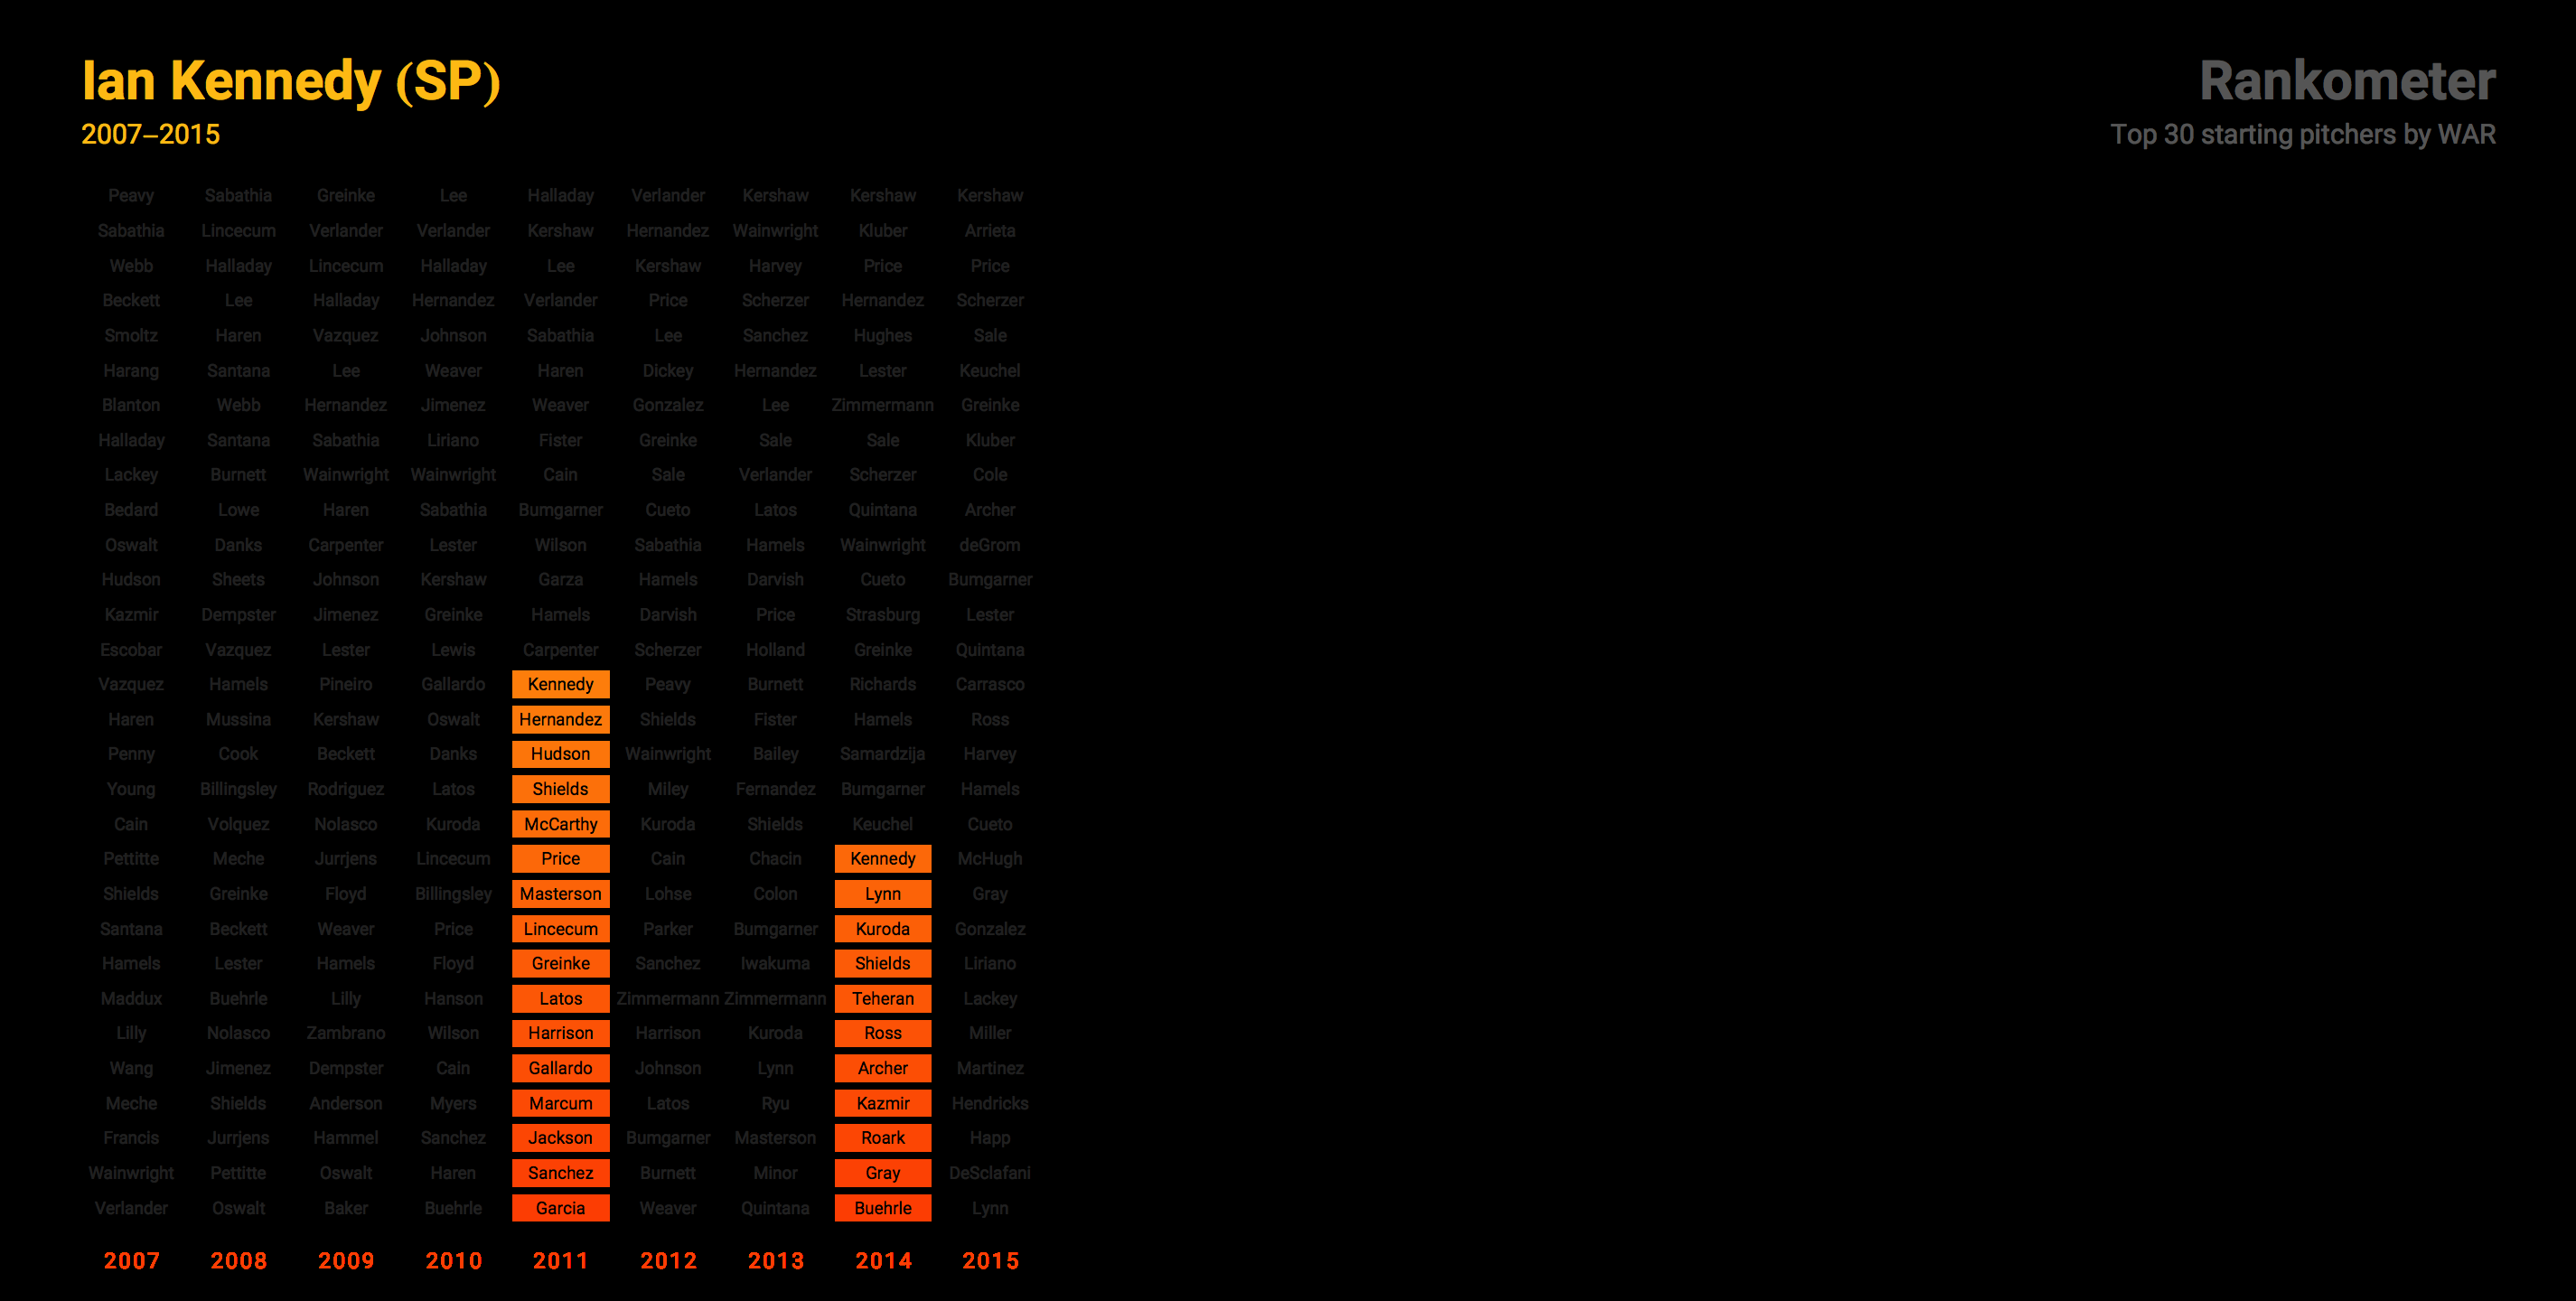 Ian Kennedy (SP)
2007–2015
Rankometer
Top 30 starting pitchers by WAR
Peavy Sabathia Greinke Lee Halladay Verlander Kershaw Kershaw Kershaw
Sabathia Lincecum Verlander Verlander Kershaw Hernandez Wainwright Kluber Arrieta
Webb Halladay Lincecum Halladay Lee Kershaw Harvey Price Price
Beckett Lee Halladay Hernandez Verlander Price Scherzer Hernandez Scherzer
Smoltz Haren Vazquez Johnson Sabathia Lee Sanchez Hughes Sale
Harang Santana Lee Weaver Haren Dickey Hernandez Lester Keuchel
Blanton Webb Hernandez Jimenez Weaver Gonzalez Lee Zimmermann Greinke
Halladay Santana Sabathia Liriano Fister Greinke Sale Sale Kluber
Lackey Burnett Wainwright Wainwright Cain Sale Verlander Scherzer Cole
Bedard Lowe Haren Sabathia Bumgarner Cueto Latos Quintana Archer
Oswalt Danks Carpenter Lester Wilson Sabathia Hamels Wainwright deGrom
Hudson Sheets Johnson Kershaw Garza Hamels Darvish Cueto Bumgarner
Kazmir Dempster Jimenez Greinke Hamels Darvish Price Strasburg Lester
Escobar Vazquez Lester Lewis Carpenter Scherzer Holland Greinke Quintana
Vazquez Hamels Pineiro Gallardo Kennedy Peavy Burnett Richards Carrasco
Haren Mussina Kershaw Oswalt Hernandez Shields Fister Hamels Ross
Penny Cook Beckett Danks Hudson Wainwright Bailey Samardzija Harvey
Young Billingsley Rodriguez Latos Shields Miley Fernandez Bumgarner Hamels
Cain Volquez Nolasco Kuroda McCarthy Kuroda Shields Keuchel Cueto
Pettitte Meche Jurrjens Lincecum Price Cain Chacin Kennedy McHugh
Shields Greinke Floyd Billingsley Masterson Lohse Colon Lynn Gray
Santana Beckett Weaver Price Lincecum Parker Bumgarner Kuroda Gonzalez
Hamels Lester Hamels Floyd Greinke Sanchez Iwakuma Shields Liriano
Maddux Buehrle Lilly Hanson Latos Zimmermann Zimmermann Teheran Lackey
Lilly Nolasco Zambrano Wilson Harrison Harrison Kuroda Ross Miller
Wang Jimenez Dempster Cain Gallardo Johnson Lynn Archer Martinez
Meche Shields Anderson Myers Marcum Latos Ryu Kazmir Hendricks
Francis Jurrjens Hammel Sanchez Jackson Bumgarner Masterson Roark Happ
Wainwright Pettitte Oswalt Haren Sanchez Burnett Minor Gray DeSclafani
Verlander Oswalt Baker Buehrle Garcia Weaver Quintana Buehrle Lynn
2007 2008 2009 2010 2011 2012 2013 2014 2015